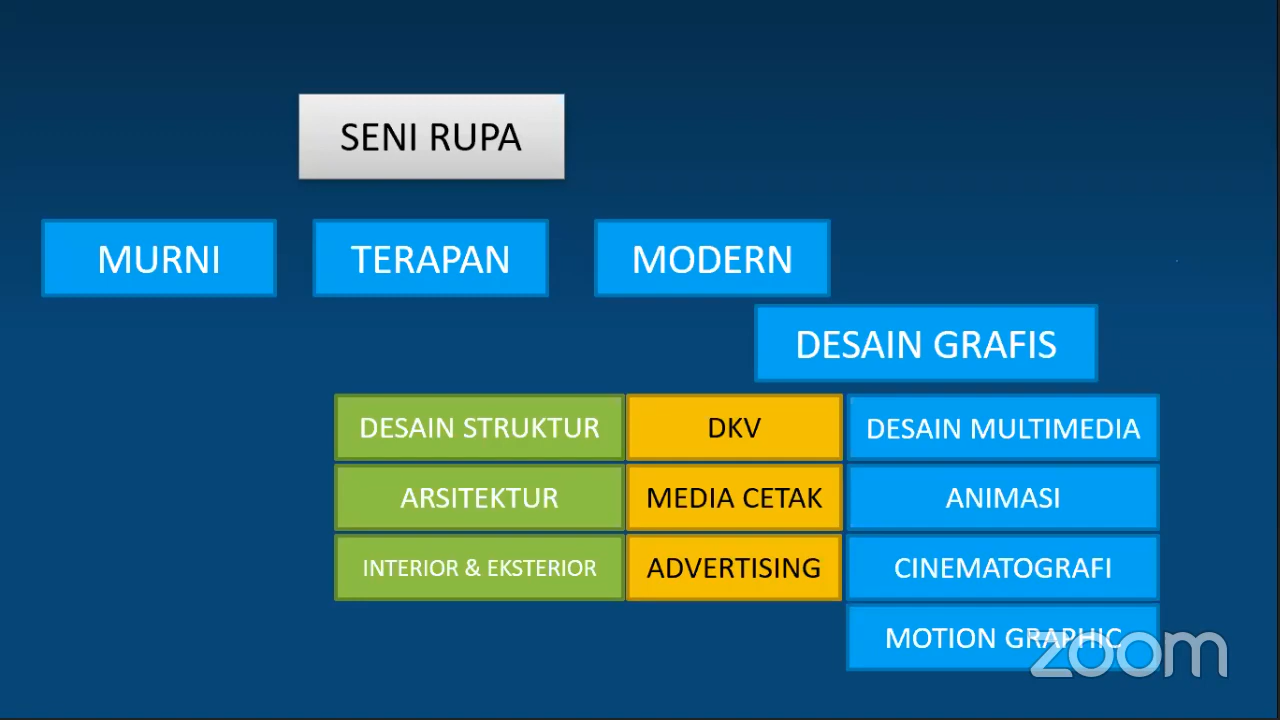 SENI RUPA
MURNI
TERAPAN
MODERN
DESAIN GRAFIS
DESAIN STRUKTUR
DKV
DESAIN MULTIMEDIA
ARSITEKTUR
MEDIA CETAK
ANIMASI
INTERIOR & EKSTERIOR
ADVERTISING
CINEMATOGRAFI
MOTION GRAPHIC
zoom